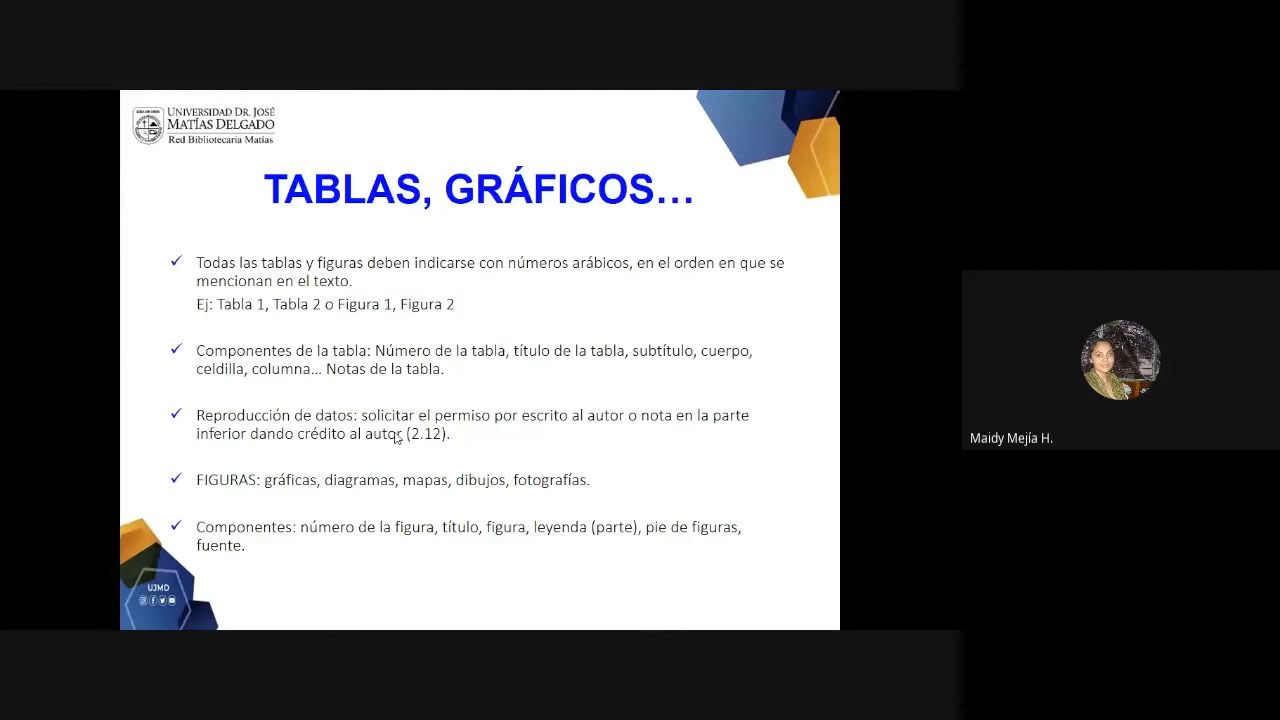 UNIVERSIDAD DR. JOSÉ
MATÍAS DELGADO
Red Bibliotecaria Matías
TABLAS, GRÁFICOS...
✓ Todas las tablas y figuras deben indicarse con números arábicos, en el orden en que se
mencionan en el texto.
Ej: Tabla 1, Tabla 2 o Figura 1, Figura 2
✓ Componentes de la tabla: Número de la tabla, título de la tabla, subtítulo, cuerpo,
celdilla, columna... Notas de la tabla.
✓ Reproducción de datos: solicitar el permiso por escrito al autor o nota en la parte
inferior dando crédito al autor (2.12).
✓ FIGURAS: gráficas, diagramas, mapas, dibujos, fotografías.
✓ Componentes: número de la figura, título, figura, leyenda (parte), pie de figuras,
fuente.
UJMD
Maidy Mejía H.